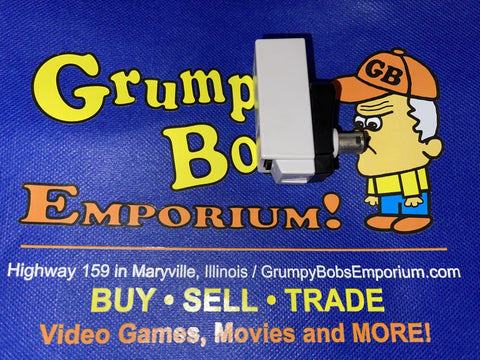 Grump
Bo
EMPORIUM!
GB
Highway 159 in Maryville, Illinois / GrumpyBobsEmporium.com
BUY • SELL • TRADE
Video Games, Movies and MORE!